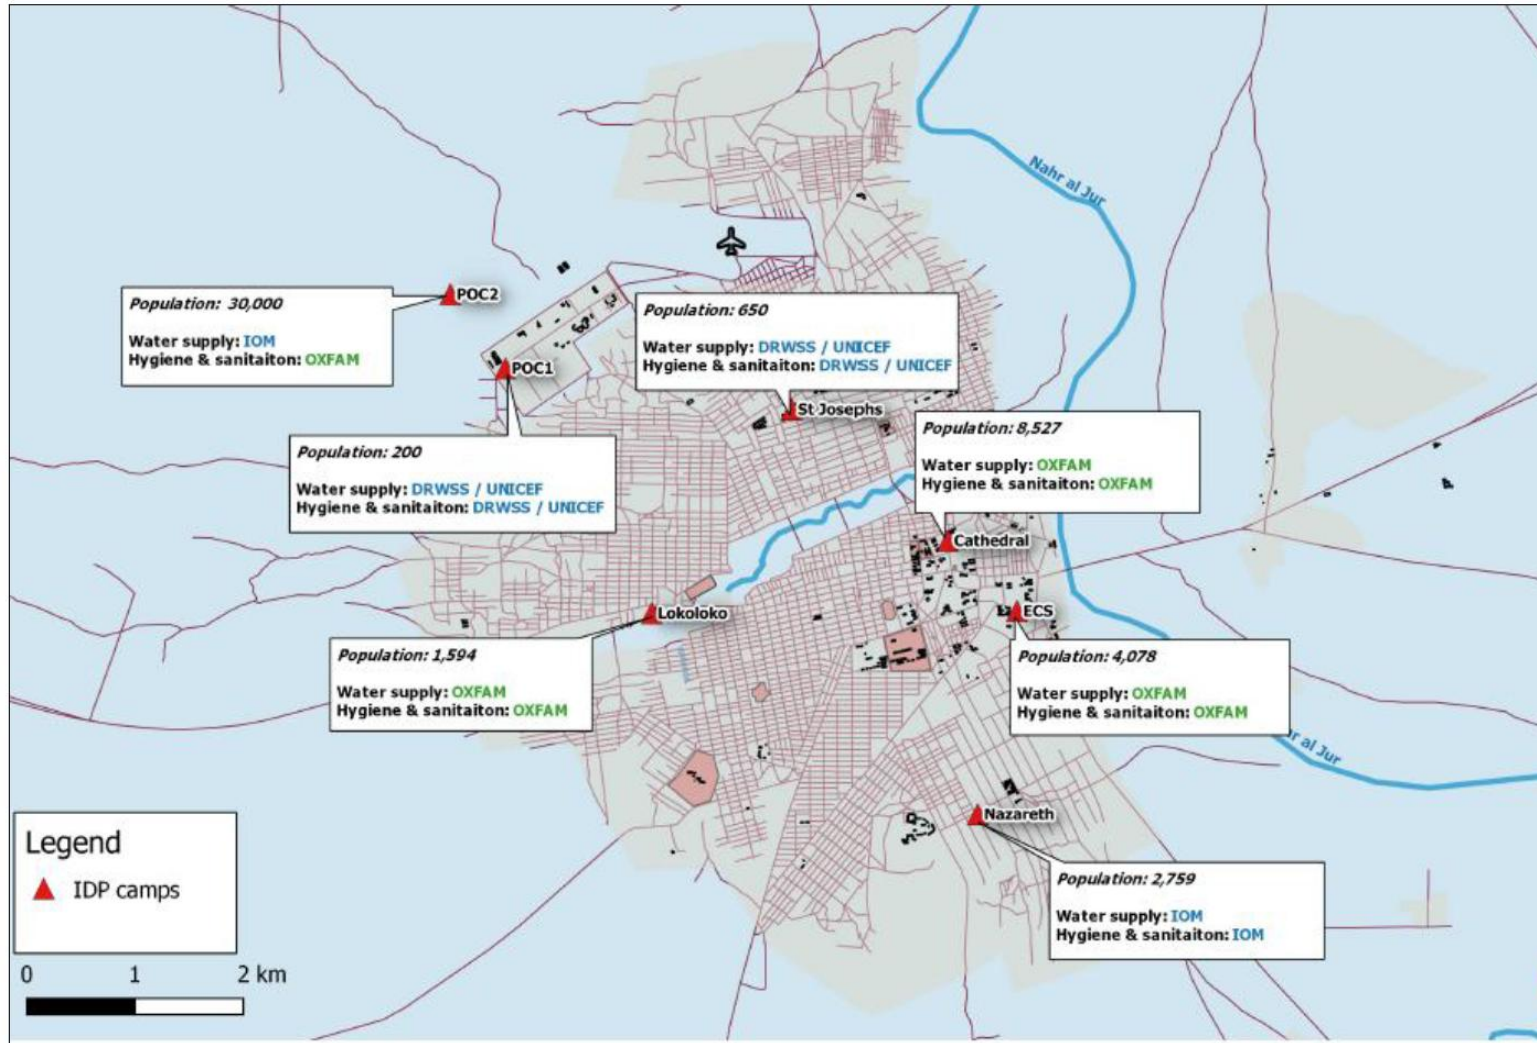 Nahr al Jur
POC2
Population: 30,000
Water supply: IOM
Hygiene & sanitaiton: OXFAM
POC1
Population: 200
Water supply: DRWSS / UNICEF
Hygiene & sanitaiton: DRWSS / UNICEF
Population: 650
Water supply: DRWSS / UNICEF
Hygiene & sanitaiton: DRWSS / UNICEF
St Josephs
Population: 8,527
Water supply: OXFAM
Hygiene & sanitaiton: OXFAM
Cathedral
Lokoloko
Population: 1,594
Water supply: OXFAM
Hygiene & sanitaiton: OXFAM
ECS
Population: 4,078
Water supply: OXFAM
Hygiene & sanitaiton: OXFAM
r al Jur
Nazareth
Population: 2,759
Water supply: IOM
Hygiene & sanitaiton: IOM
Legend
IDP camps
0 1 2 km